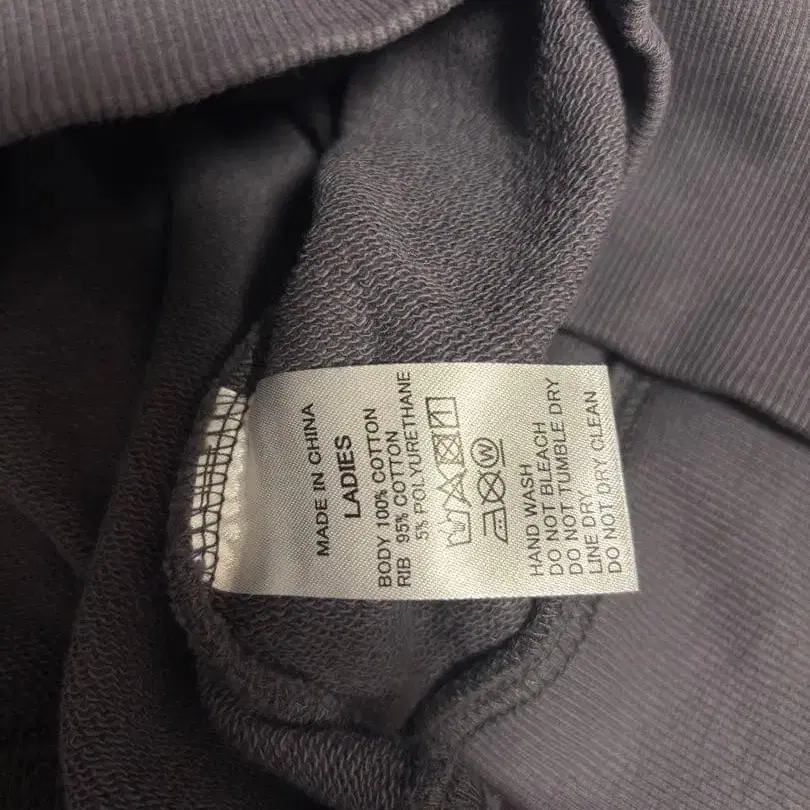 MADE IN CHINA
LADIES
BODY 100% COTTON
RIB 95% COTTON
5% POLYURETHANE
W
HAND WASH
DO NOT BLEACH
DO NOT TUMBLE DRY
LINE DRY
DO NOT DRY CLEAN